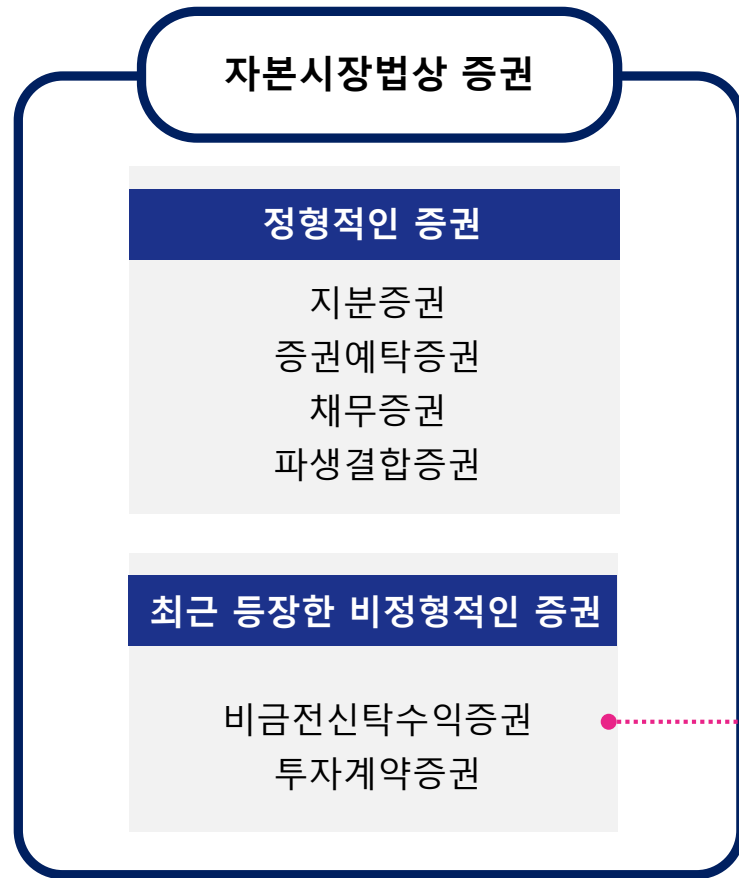 자본시장법상 증권
정형적인 증권
지분증권
증권예탁증권
채무증권
파생결합증권
최근 등장한 비정형적인 증권
비금전신탁수익증권
투자계약증권